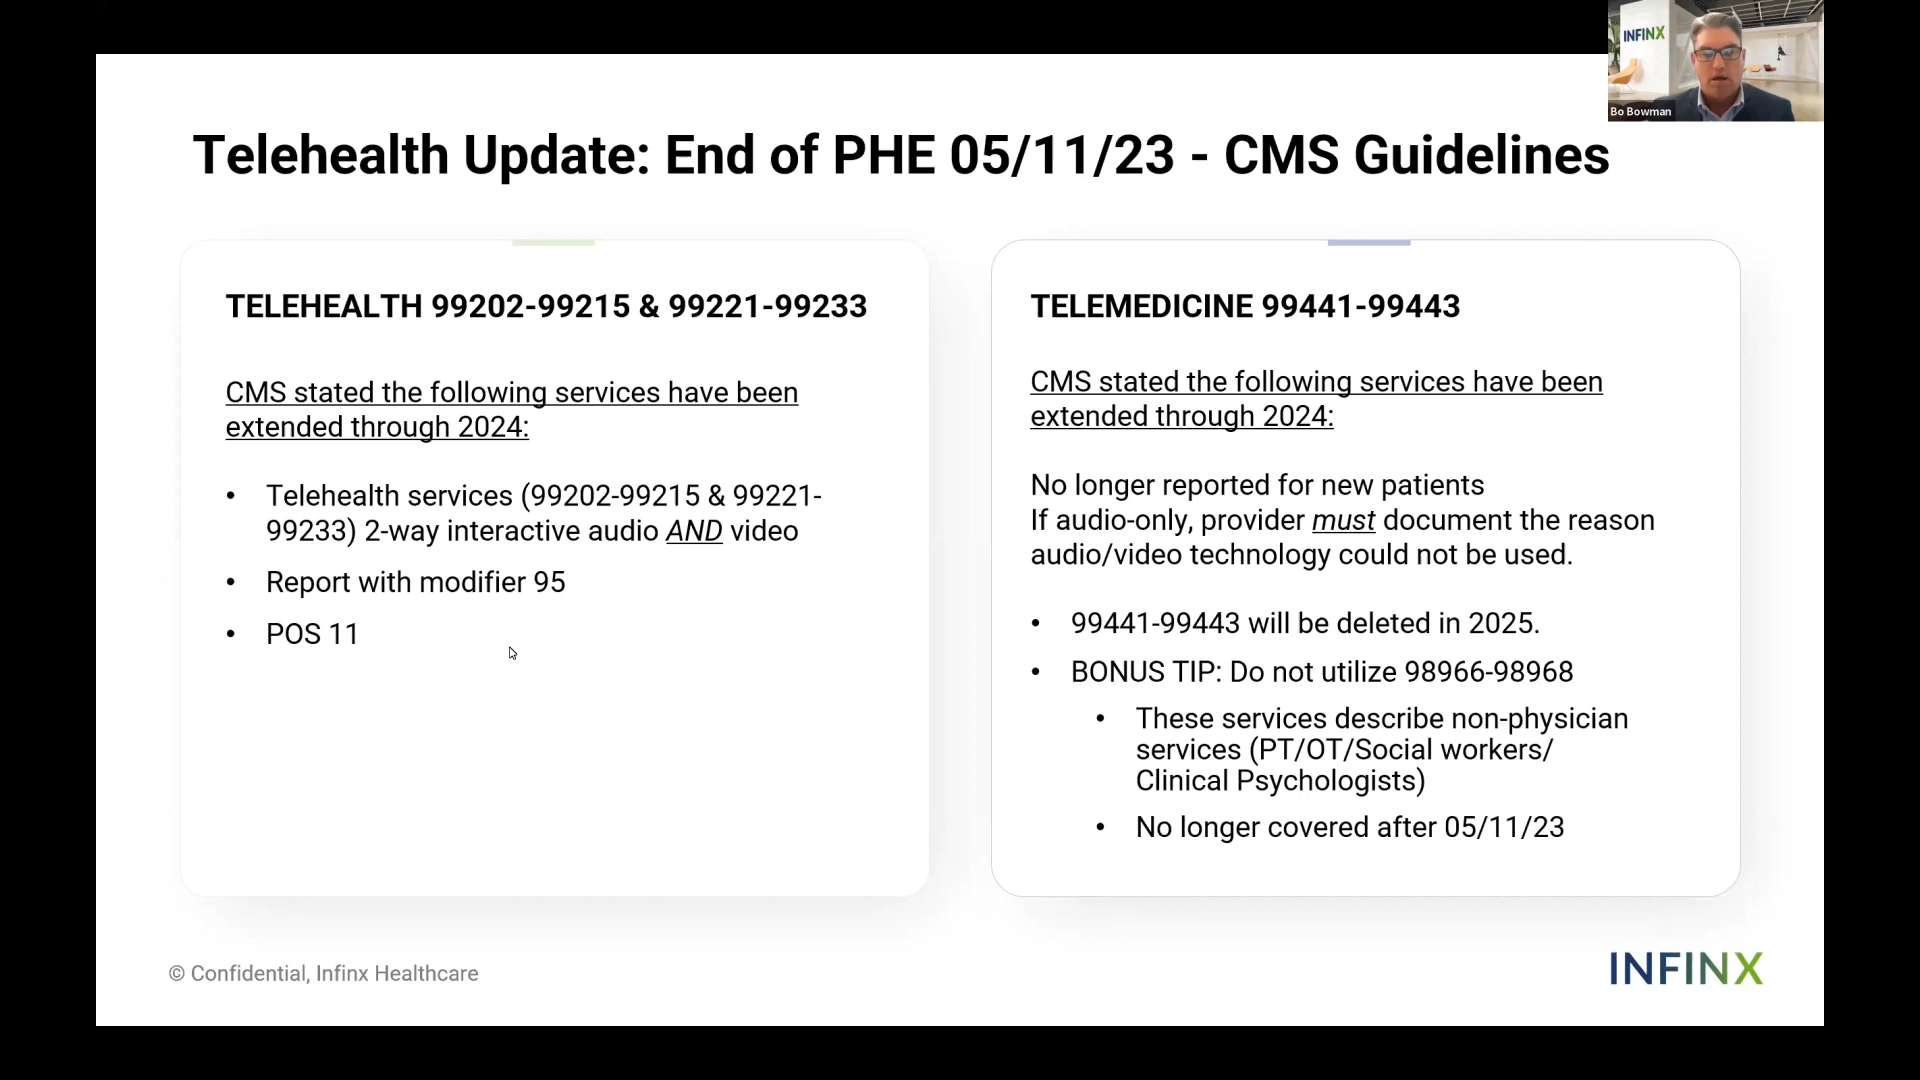 INFINX
Bo Bowman
Telehealth Update: End of PHE 05/11/23 - CMS Guidelines
TELEHEALTH 99202-99215 & 99221-99233
CMS stated the following services have been
extended through 2024:
• Telehealth services (99202-99215 & 99221-
99233) 2-way interactive audio AND video
• Report with modifier 95
• POS 11
TELEMEDICINE 99441-99443
CMS stated the following services have been
extended through 2024:
No longer reported for new patients
If audio-only, provider must document the reason
audio/video technology could not be used.
• 99441-99443 will be deleted in 2025.
• BONUS TIP: Do not utilize 98966-98968
• These services describe non-physician
services (PT/OT/Social workers/
Clinical Psychologists)
• No longer covered after 05/11/23
© Confidential, Infinx Healthcare
INFINX